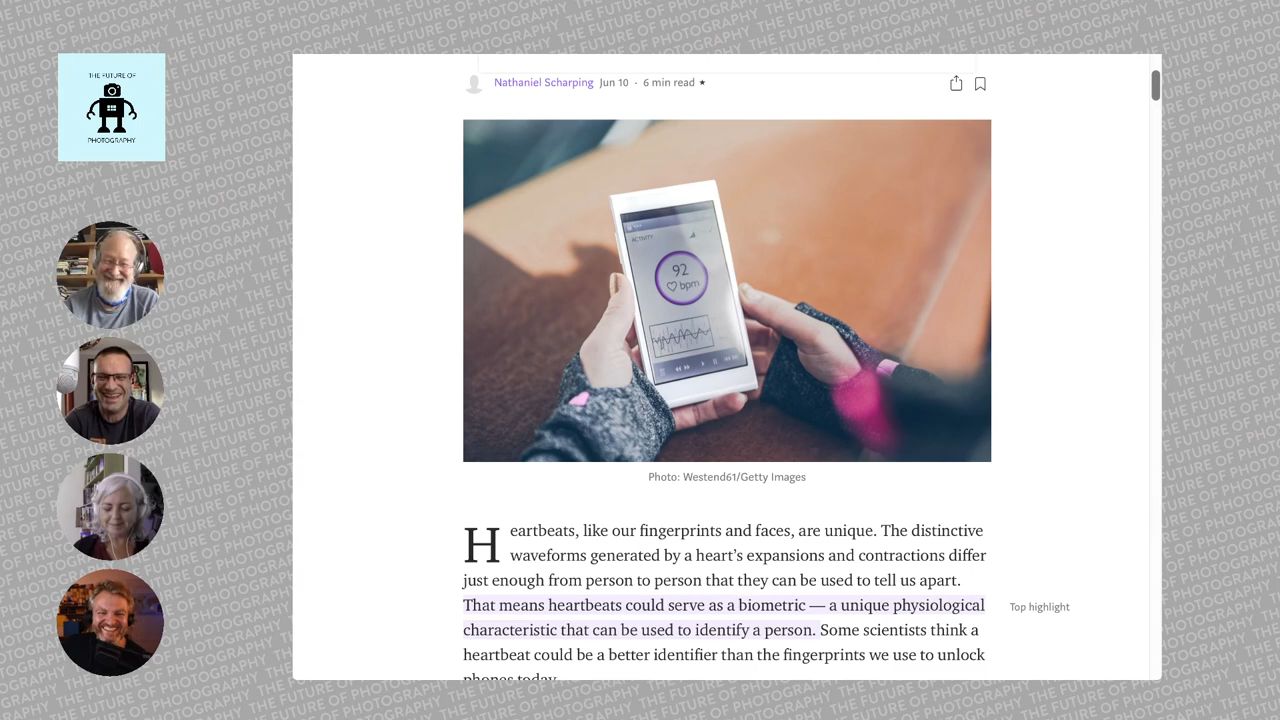 THE FUTURE OF
PHOTOGRAPHY
Nathaniel Scharping Jun 10 · 6 min read ★
ACTIVITY
92
bpm
Photo: Westend61/Getty Images
Heartbeats, like our fingerprints and faces, are unique. The distinctive
waveforms generated by a heart’s expansions and contractions differ
just enough from person to person that they can be used to tell us apart.
That means heartbeats could serve as a biometric — a unique physiological
characteristic that can be used to identify a person. Some scientists think a
heartbeat could be a better identifier than the fingerprints we use to unlock
phones today.
Top highlight